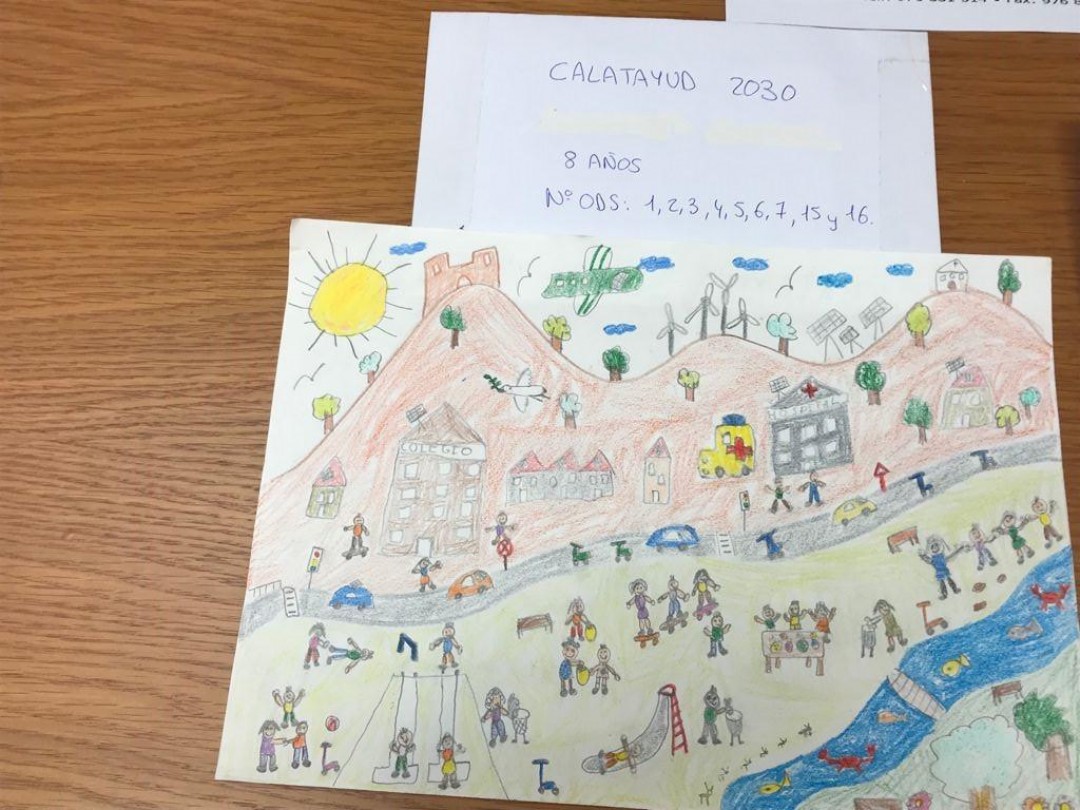 CALATAYUD 2030
8 AÑOS
Nº ODS: 1,2,3,4,5,6,7,15 y 16.
COLEGIO
HOSPITAL